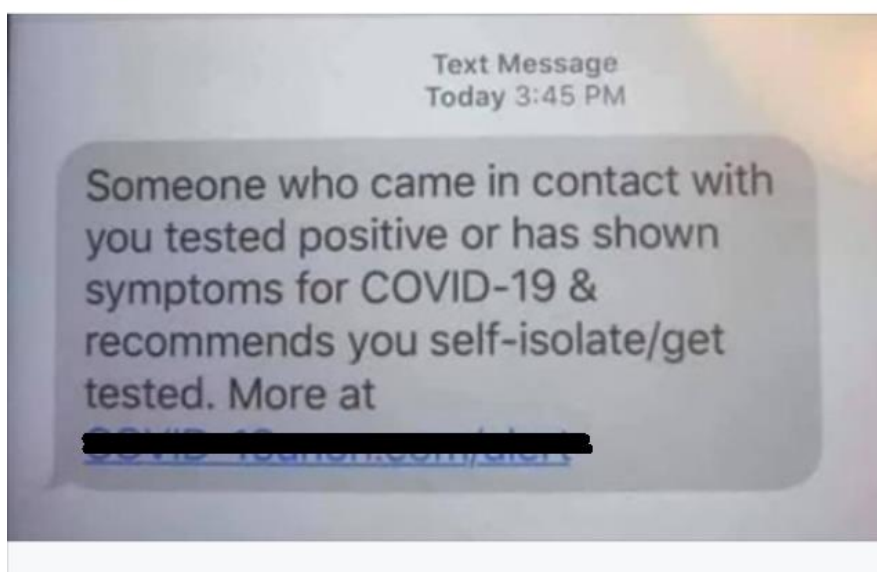 Text Message
Today 3:45 PM
Someone who came in contact with
you tested positive or has shown
symptoms for COVID-19 &
recommends you self-isolate/get
tested. More at